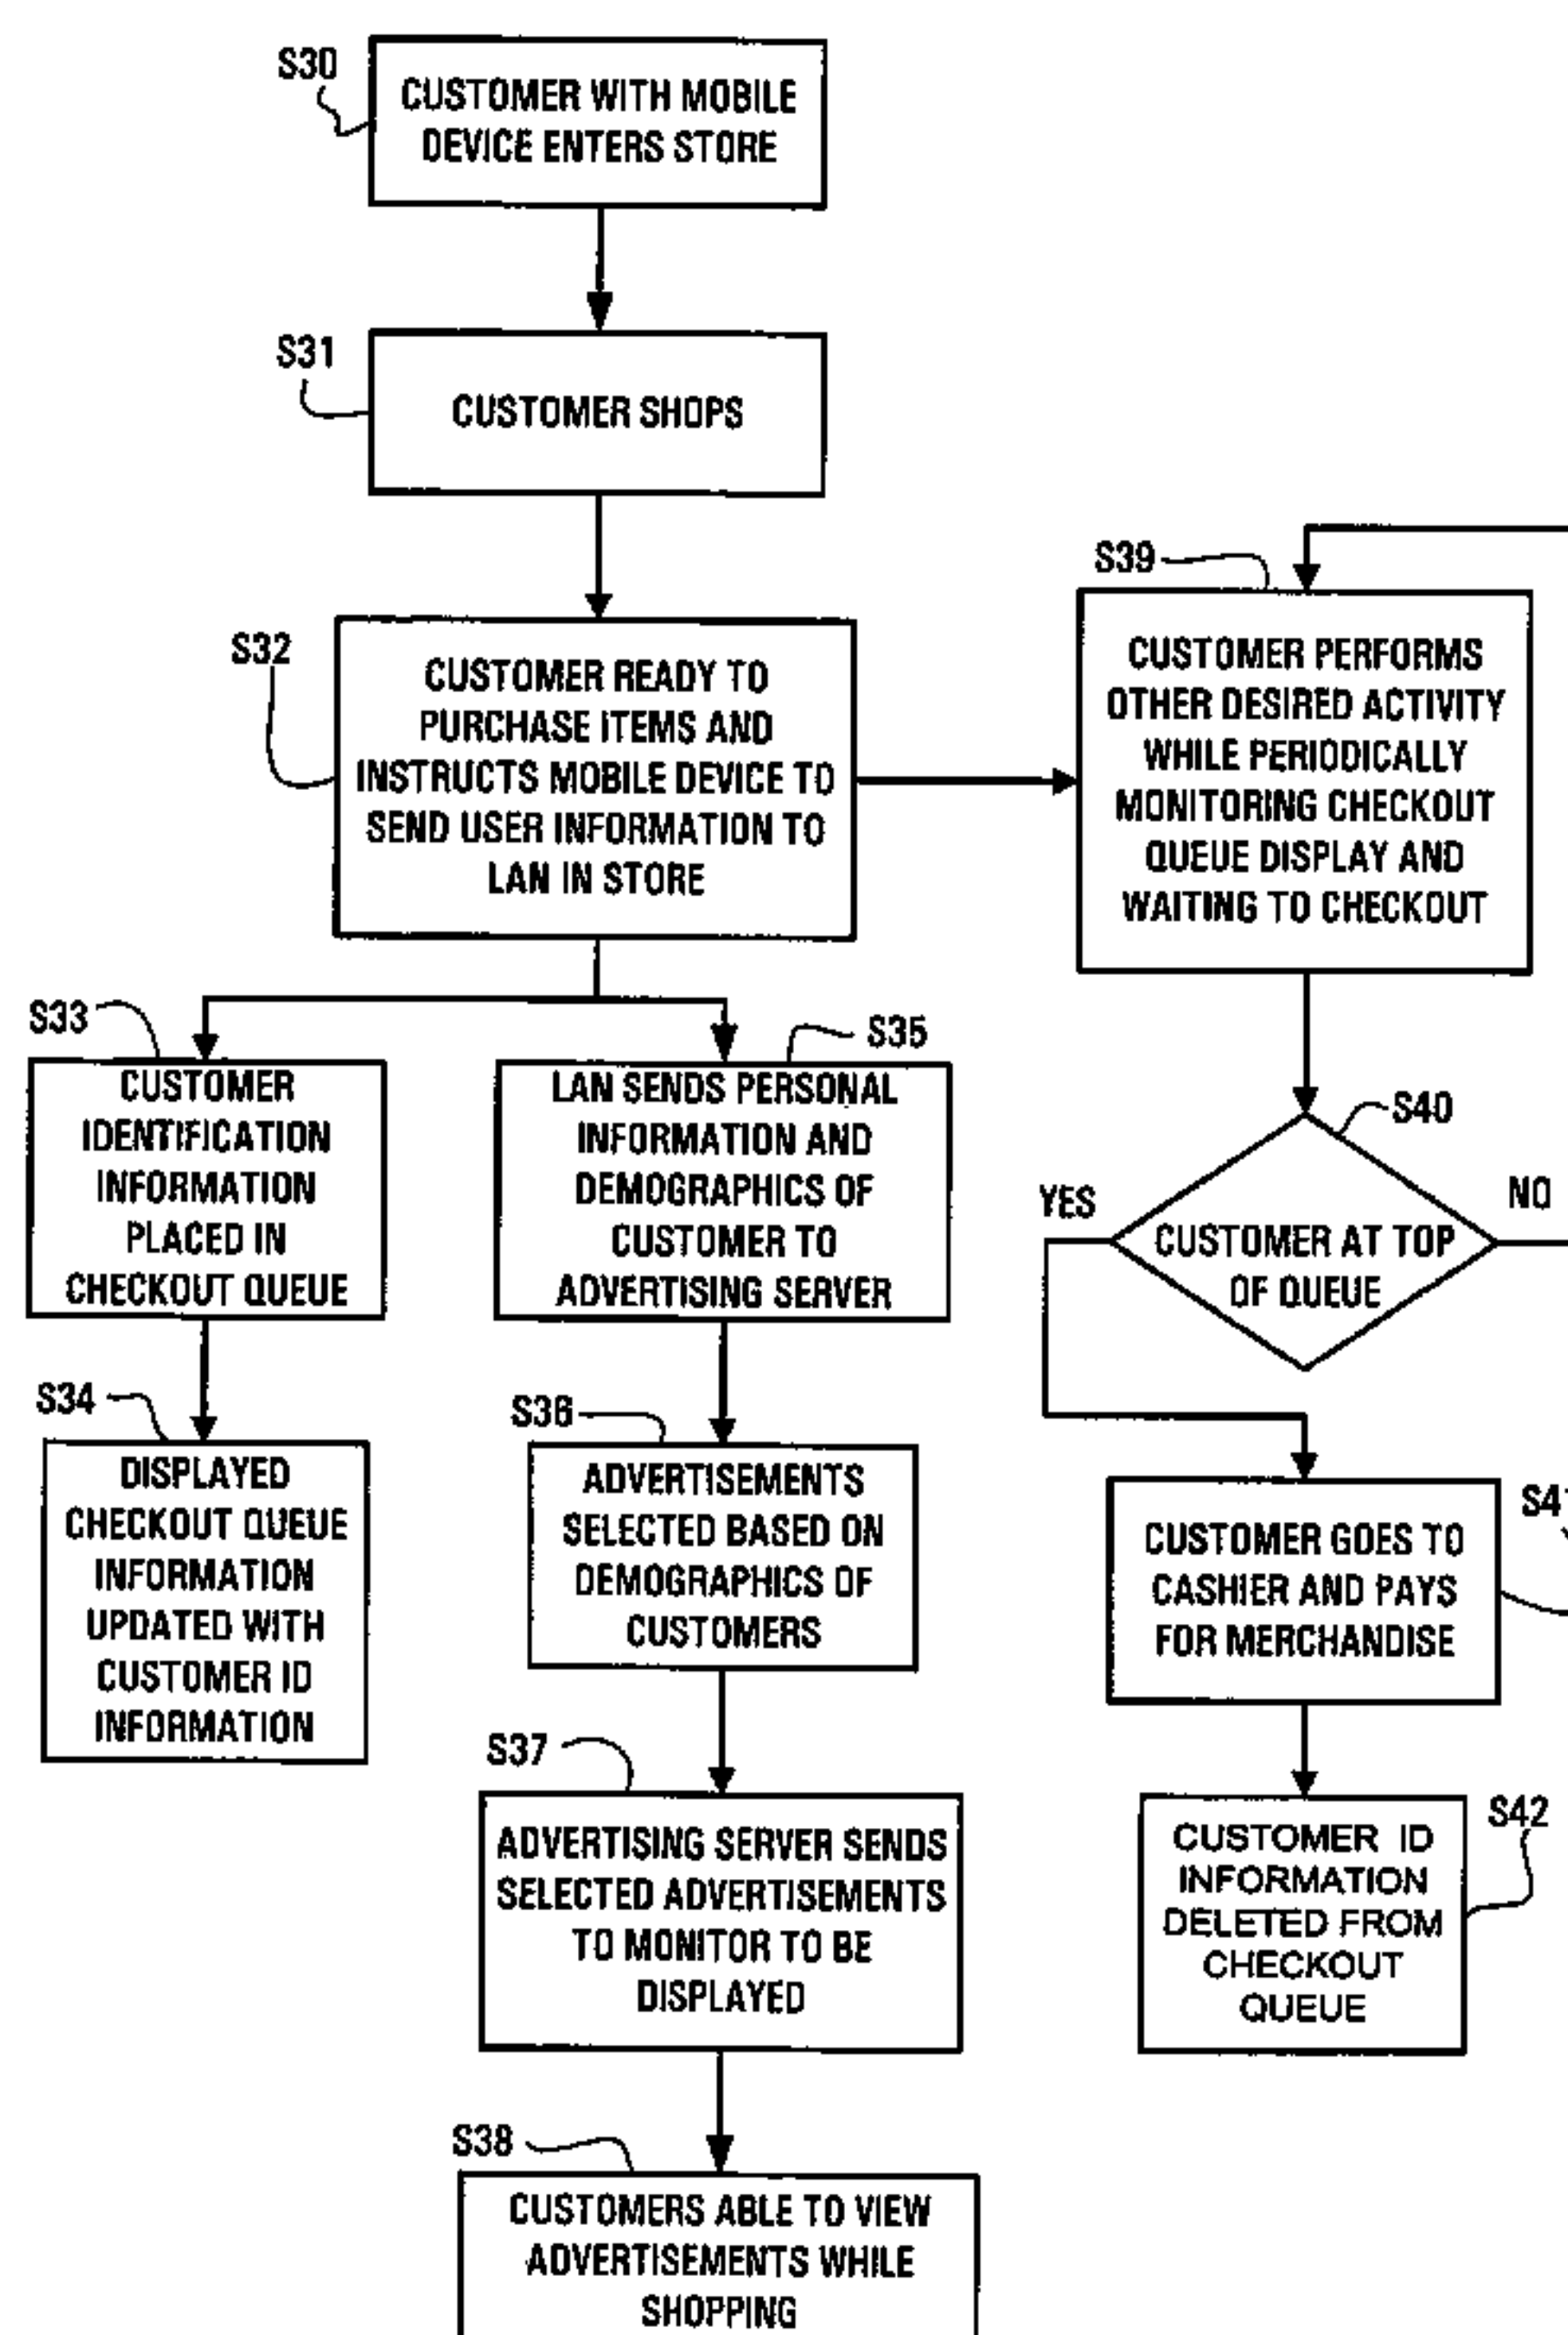 S30
CUSTOMER WITH MOBILE
DEVICE ENTERS STORE
S31
CUSTOMER SHOPS
S32
CUSTOMER READY TO
PURCHASE ITEMS AND
INSTRUCTS MOBILE DEVICE TO
SEND USER INFORMATION TO
LAN IN STORE
S33
CUSTOMER
IDENTIFICATION
INFORMATION
PLACED IN
CHECKOUT QUEUE
S34
DISPLAYED
CHECKOUT QUEUE
INFORMATION
UPDATED WITH
CUSTOMER ID
INFORMATION
S35
LAN SENDS PERSONAL
INFORMATION AND
DEMOGRAPHICS OF
CUSTOMER TO
ADVERTISING SERVER
S36
ADVERTISEMENTS
SELECTED BASED ON
DEMOGRAPHICS OF
CUSTOMERS
S37
ADVERTISING SERVER SENDS
SELECTED ADVERTISEMENTS
TO MONITOR TO BE
DISPLAYED
S38
CUSTOMERS ABLE TO VIEW
ADVERTISEMENTS WHILE
SHOPPING
S39
CUSTOMER PERFORMS
OTHER DESIRED ACTIVITY
WHILE PERIODICALLY
MONITORING CHECKOUT
QUEUE DISPLAY AND
WAITING TO CHECKOUT
S40
YES
NO
CUSTOMER AT TOP
OF QUEUE
S41
CUSTOMER GOES TO
CASHIER AND PAYS
FOR MERCHANDISE
S42
CUSTOMER ID
INFORMATION
DELETED FROM
CHECKOUT
QUEUE